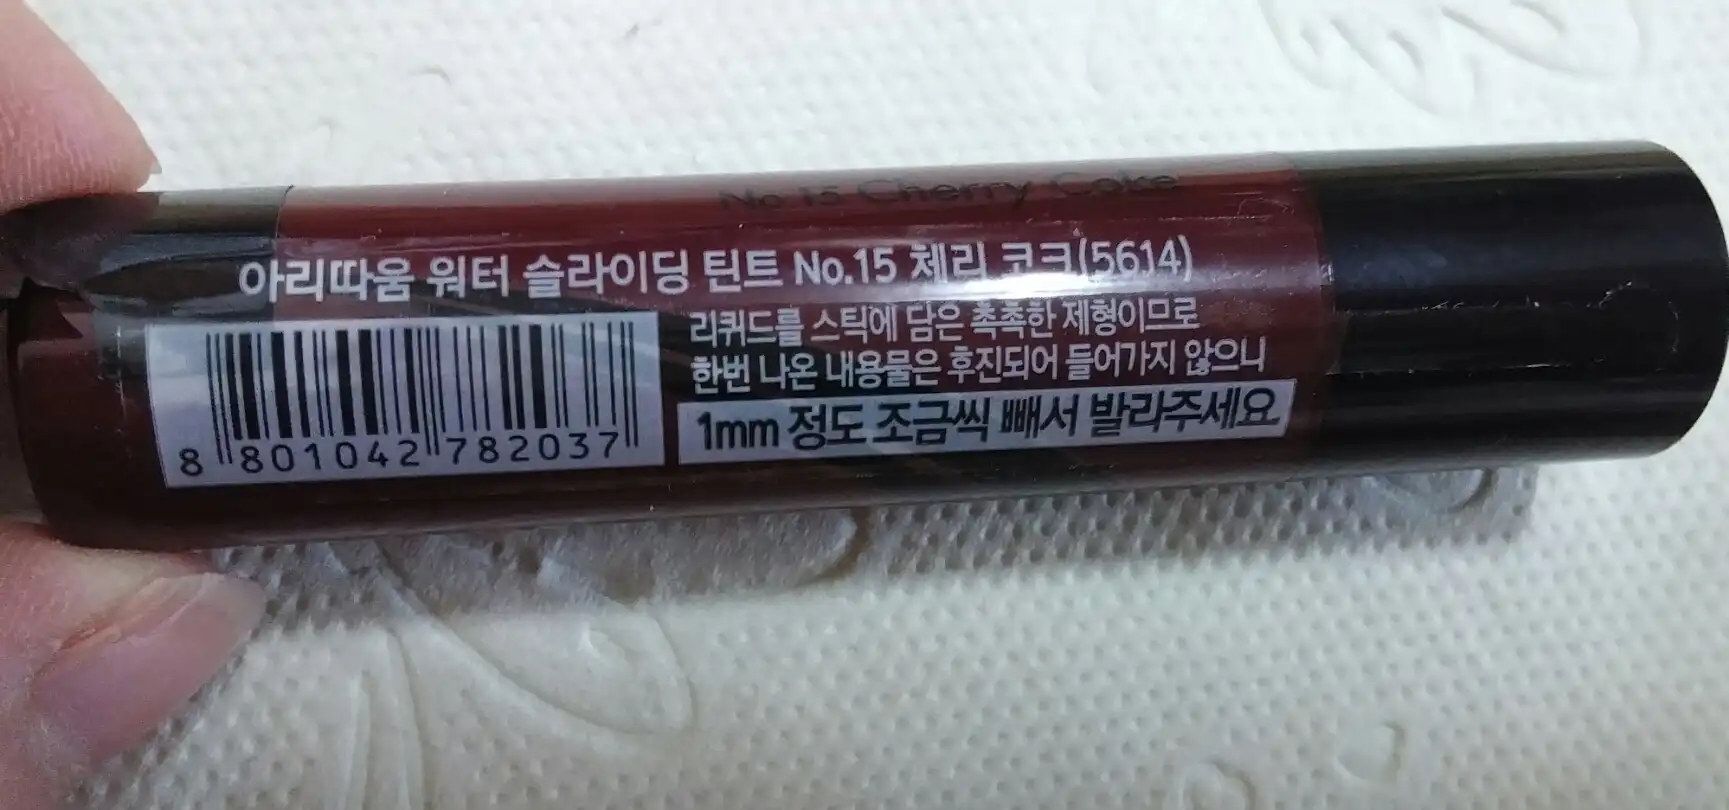 No 15 Cherry Coke
아리따움 워터 슬라이딩 틴트 No.15 체리 코크(5614)
리퀴드를 스틱에 담은 촉촉한 제형이므로
한번 나온 내용물은 후진되어 들어가지 않으니
1mm 정도 조금씩 빼서 발라주세요
8 801042 782037